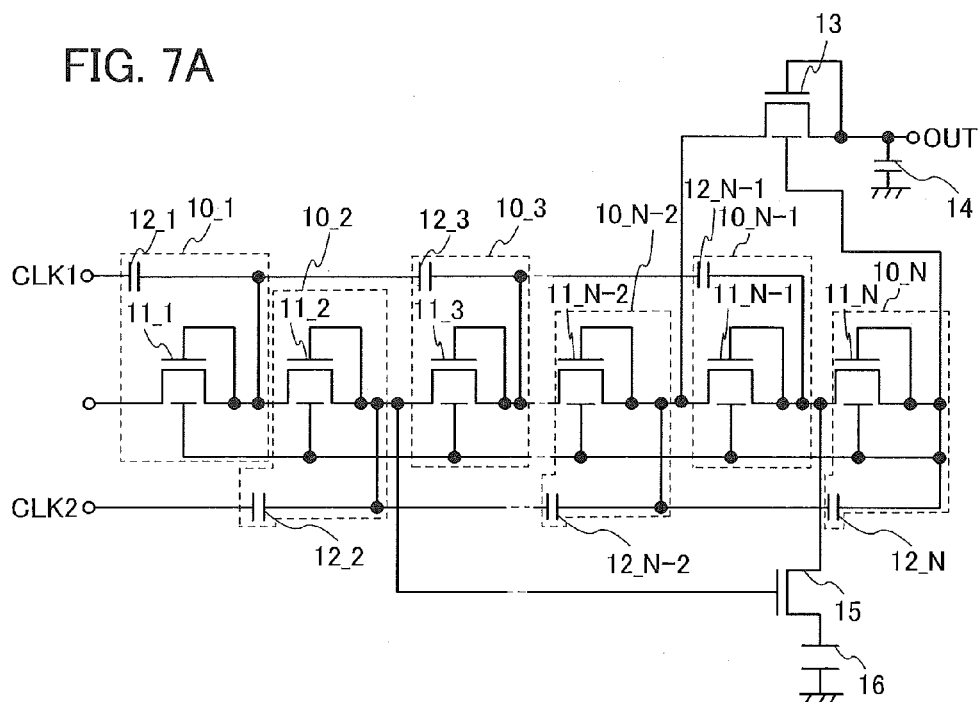 FIG. 7A
13
OUT
14
12_1
10_1
10_2
12_3
10_3
10_N-2
12_N-1
10_N-1
10_N
CLK1
11_1
11_2
11_3
11_N-2
11_N-1
11_N
CLK2
12_2
12_N-2
12_N
15
16